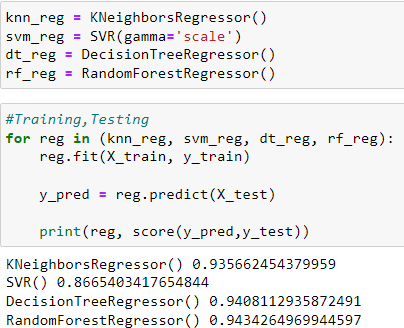 knn_reg = KNeighborsRegressor()
svm_reg = SVR(gamma='scale')
dt_reg = DecisionTreeRegressor()
rf_reg = RandomForestRegressor()
#Training,Testing
for reg in (knn_reg, svm_reg, dt_reg, rf_reg):
    reg.fit(X_train, y_train)
    y_pred = reg.predict(X_test)
    print(reg, score(y_pred,y_test))
KNeighborsRegressor() 0.935662454379959
SVR() 0.8665403417654844
DecisionTreeRegressor() 0.9408112935872491
RandomForestRegressor() 0.9434264969944597